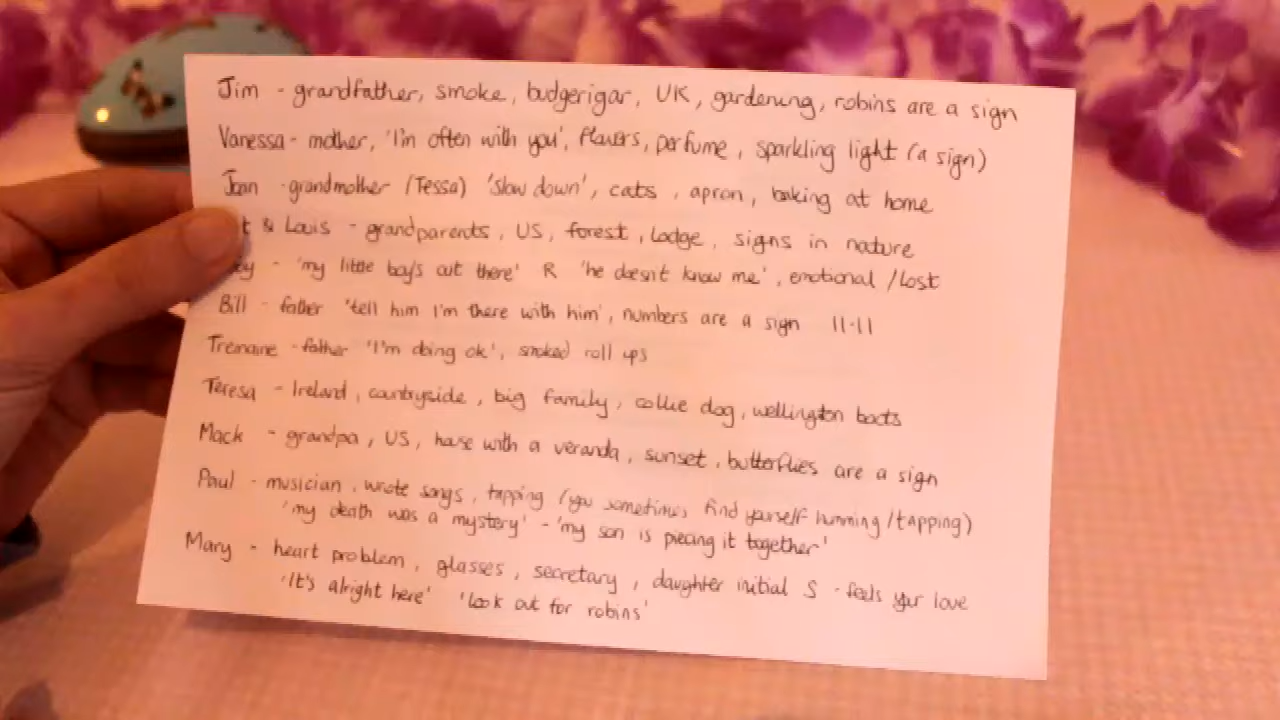 Jim - grandfather, smoke, budgerigar, UK, gardening, robins are a sign
Vanessa - mother, 'I'm often with you', flowers, perfume, sparkling light (a sign)
Joan - grandmother (Tessa) 'slow down', cats, apron, baking at home
& Louis - grandparents, US, forest, lodge, signs in nature
- 'my little boy's out there' R 'he doesn't know me', emotional /lost
Bill - father 'tell him I'm there with him', numbers are a sign 11-11
Tremaine - father 'I'm doing ok', smoked roll ups
Teresa - Ireland, countryside, big family, collie dog, wellington boots
Mack - grandpa, US, house with a veranda, sunset, butterflies are a sign
Paul - musician, wrote songs, tapping (you sometimes find yourself humming/tapping)
'my death was a mystery' - 'my son is piecing it together'
Mary - heart problem, glasses, secretary, daughter initial S - feels your love
'It's alright here' 'look out for robins'